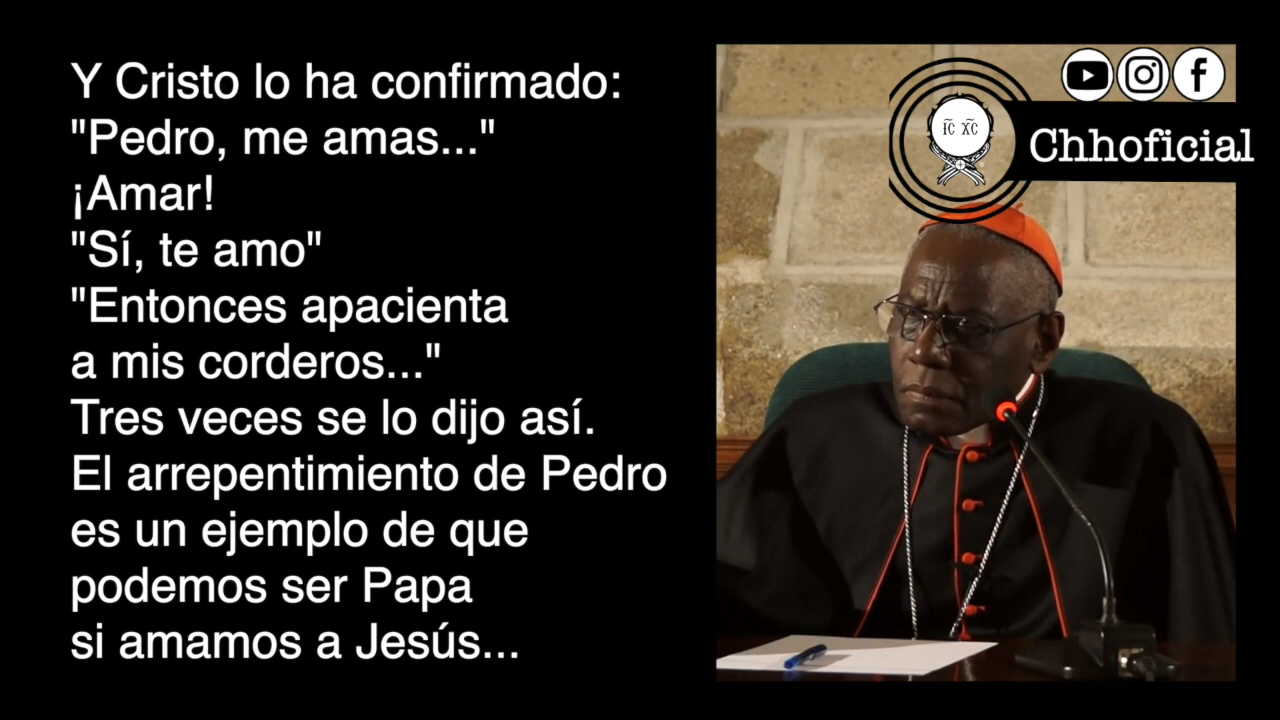 Y Cristo lo ha confirmado:
"Pedro, me amas..."
¡Amar!
"Sí, te amo"
"Entonces apacienta
a mis corderos..."
Tres veces se lo dijo así.
El arrepentimiento de Pedro
es un ejemplo de que
podemos ser Papa
si amamos a Jesús...
IC XC
Chhoficial